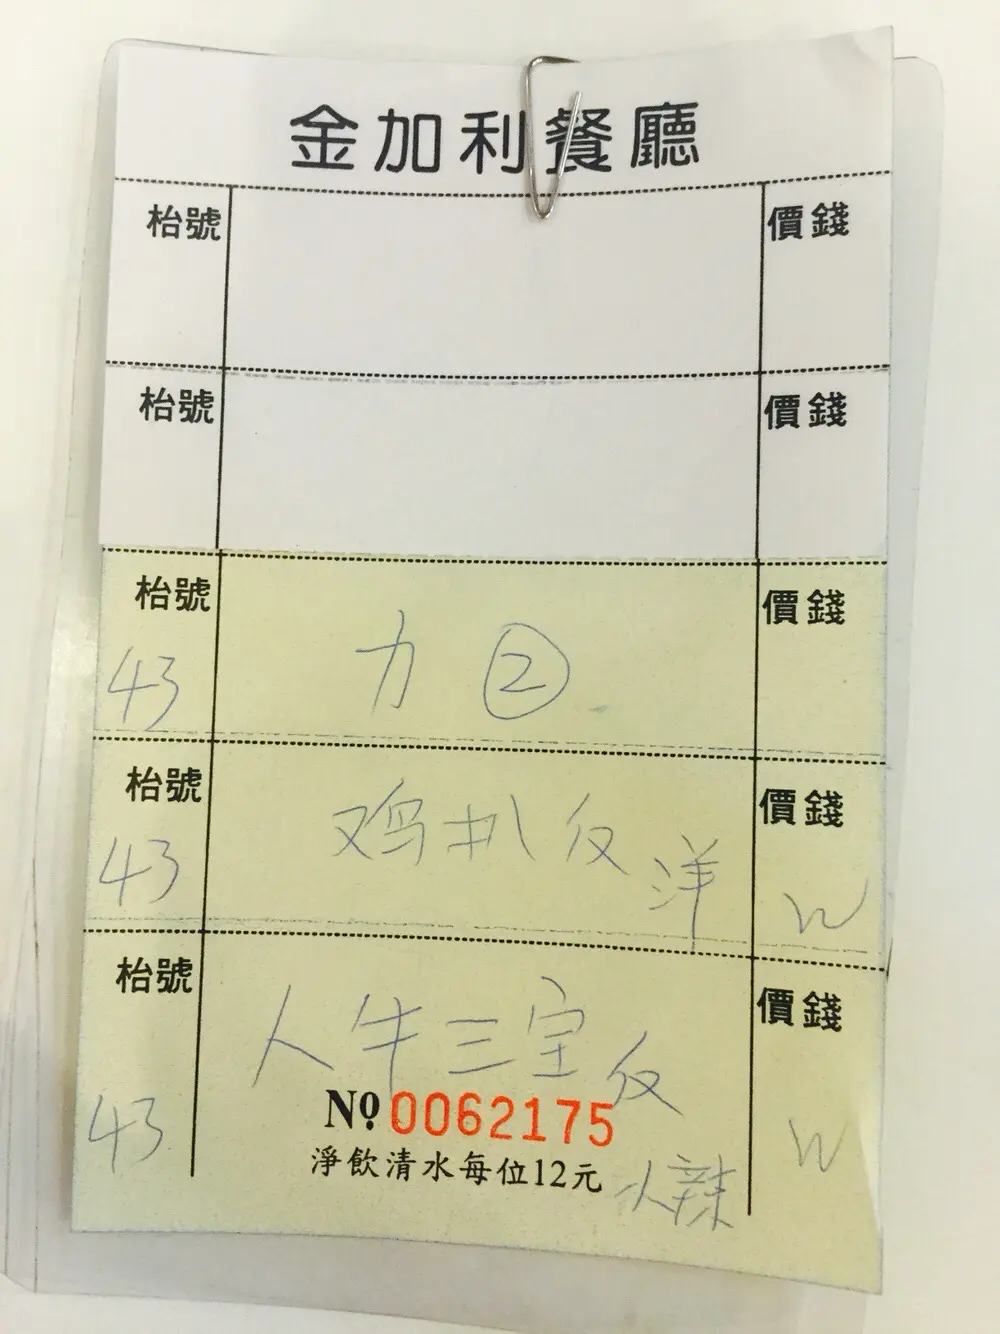 金加利餐廳
枱號 價錢
枱號 價錢
枱號 價錢
43 力 ②
枱號 價錢
43 鸡扒反 洋 W
枱號 價錢
人牛三宝反
43 W
№ 0062175
淨飲清水每位12元
小辣